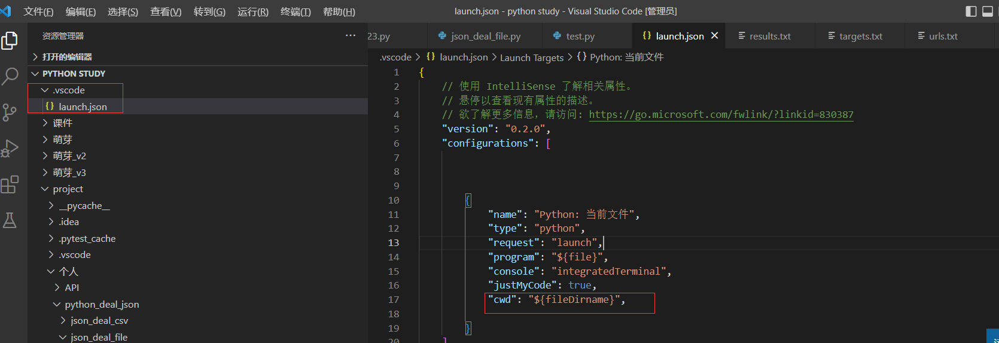 文件(F) 编辑(E) 选择(S) 查看(V) 转到(G) 运行(R) 终端(T) 帮助(H) launch.json - python study - Visual Studio Code [管理员]
资源管理器 ···
打开的编辑器
PYTHON STUDY
.vscode
{} launch.json
课件
萌芽
萌芽_v2
萌芽_v3
project
__pycache__
.idea
.pytest_cache
.vscode
个人
API
python_deal_json
json_deal_csv
json_deal_file
23.py json_deal_file.py test.py {} launch.json results.txt targets.txt urls.txt
.vscode > {} launch.json > Launch Targets > {} Python: 当前文件
1 {
2 // 使用 IntelliSense 了解相关属性。
3 // 悬停以查看现有属性的描述。
4 // 欲了解更多信息，请访问: https://go.microsoft.com/fwlink/?linkid=830387
5 "version": "0.2.0",
6 "configurations": [
7
8
9
10 {
11 "name": "Python: 当前文件",
12 "type": "python",
13 "request": "launch",
14 "program": "${file}",
15 "console": "integratedTerminal",
16 "justMyCode": true,
17 "cwd": "${fileDirname}",
18
19 }
20 ]